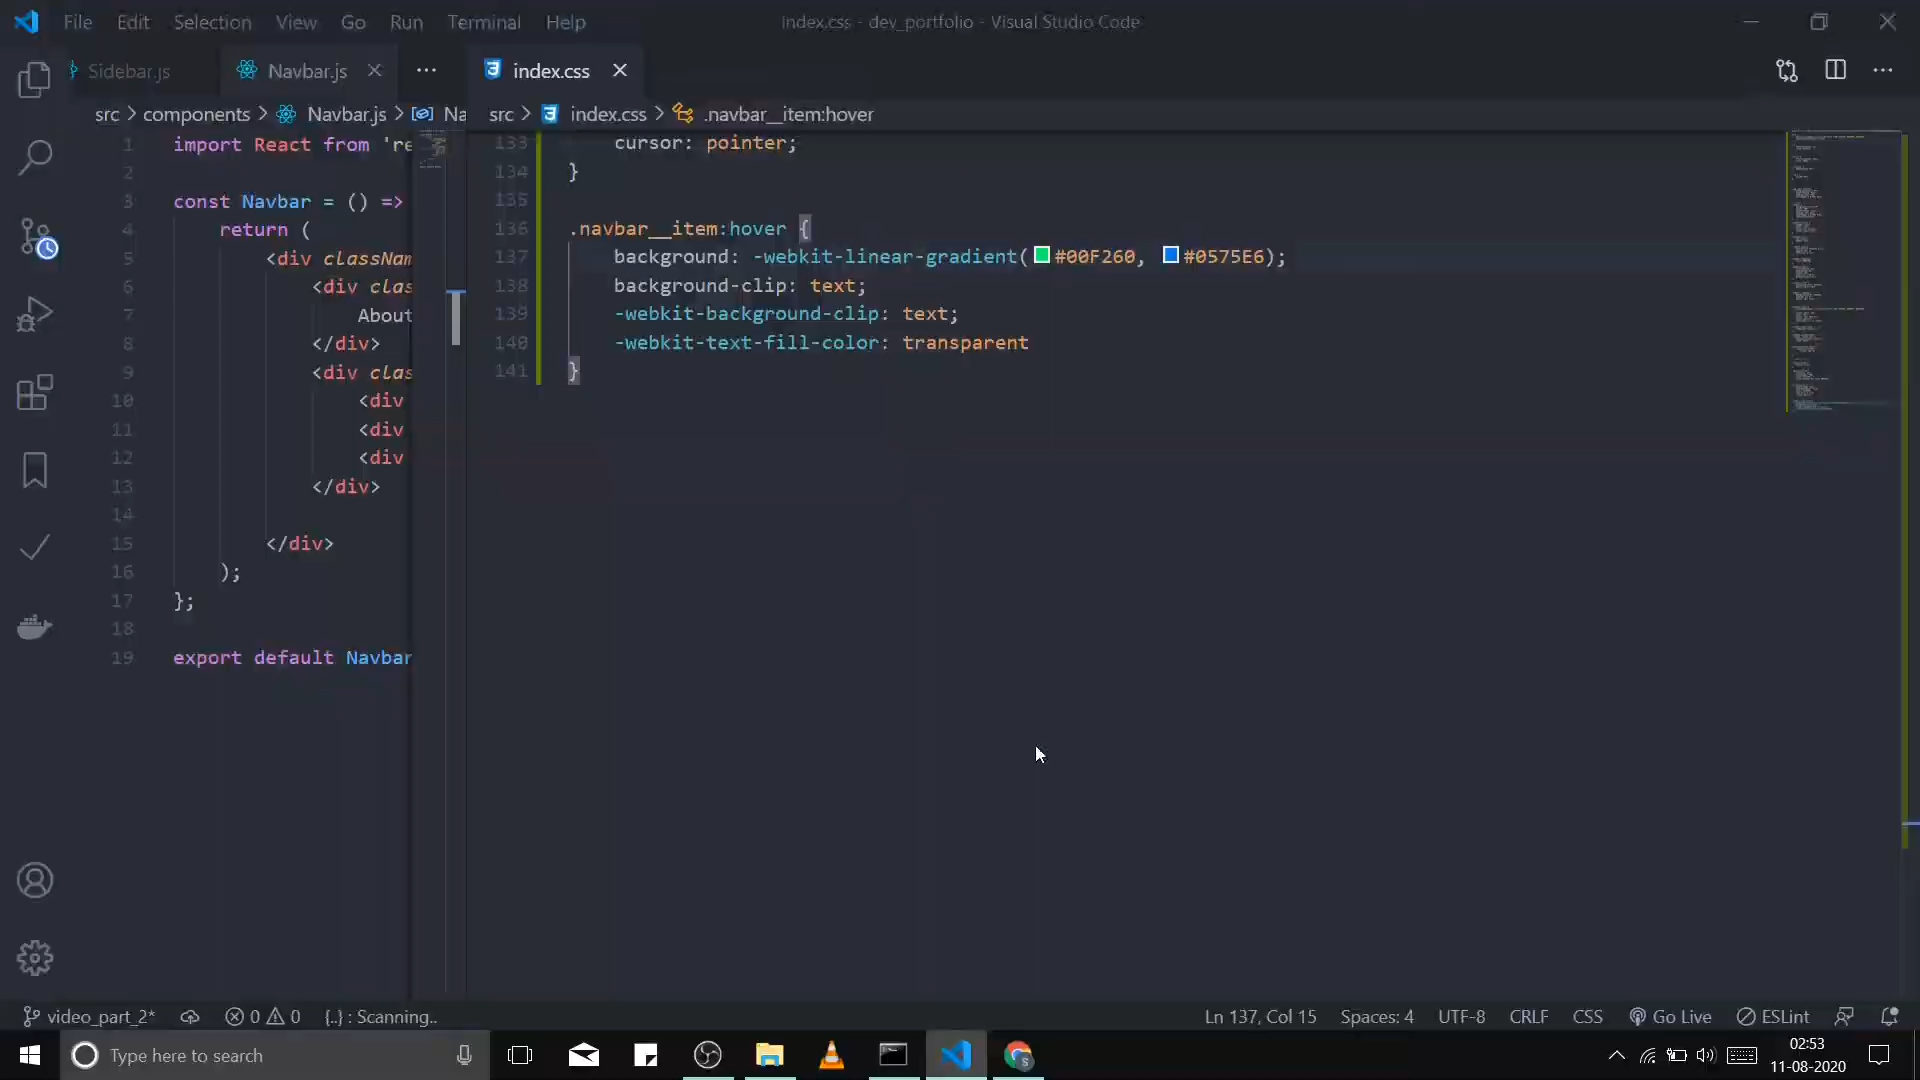 File Edit Selection View Go Run Terminal Help
index.css - dev_portfolio - Visual Studio Code
Sidebar.js Navbar.js
index.css
src > components > Navbar.js > Na
src > index.css > .navbar__item:hover
1 import React from 're
2
3 const Navbar = () =>
4 return (
5 <div classNam
6 <div clas
7 About
8 </div>
9 <div clas
10 <div
11 <div
12 <div
13 </div>
14
15 </div>
16 );
17 };
18
19 export default Navbar
133 cursor: pointer;
134 }
135
136 .navbar__item:hover {
137 background: -webkit-linear-gradient(#00F260, #0575E6);
138 background-clip: text;
139 -webkit-background-clip: text;
140 -webkit-text-fill-color: transparent
141 }
video_part_2* 0 0 {..} : Scanning..
Ln 137, Col 15 Spaces: 4 UTF-8 CRLF CSS Go Live ESLint
Type here to search
02:53
11-08-2020